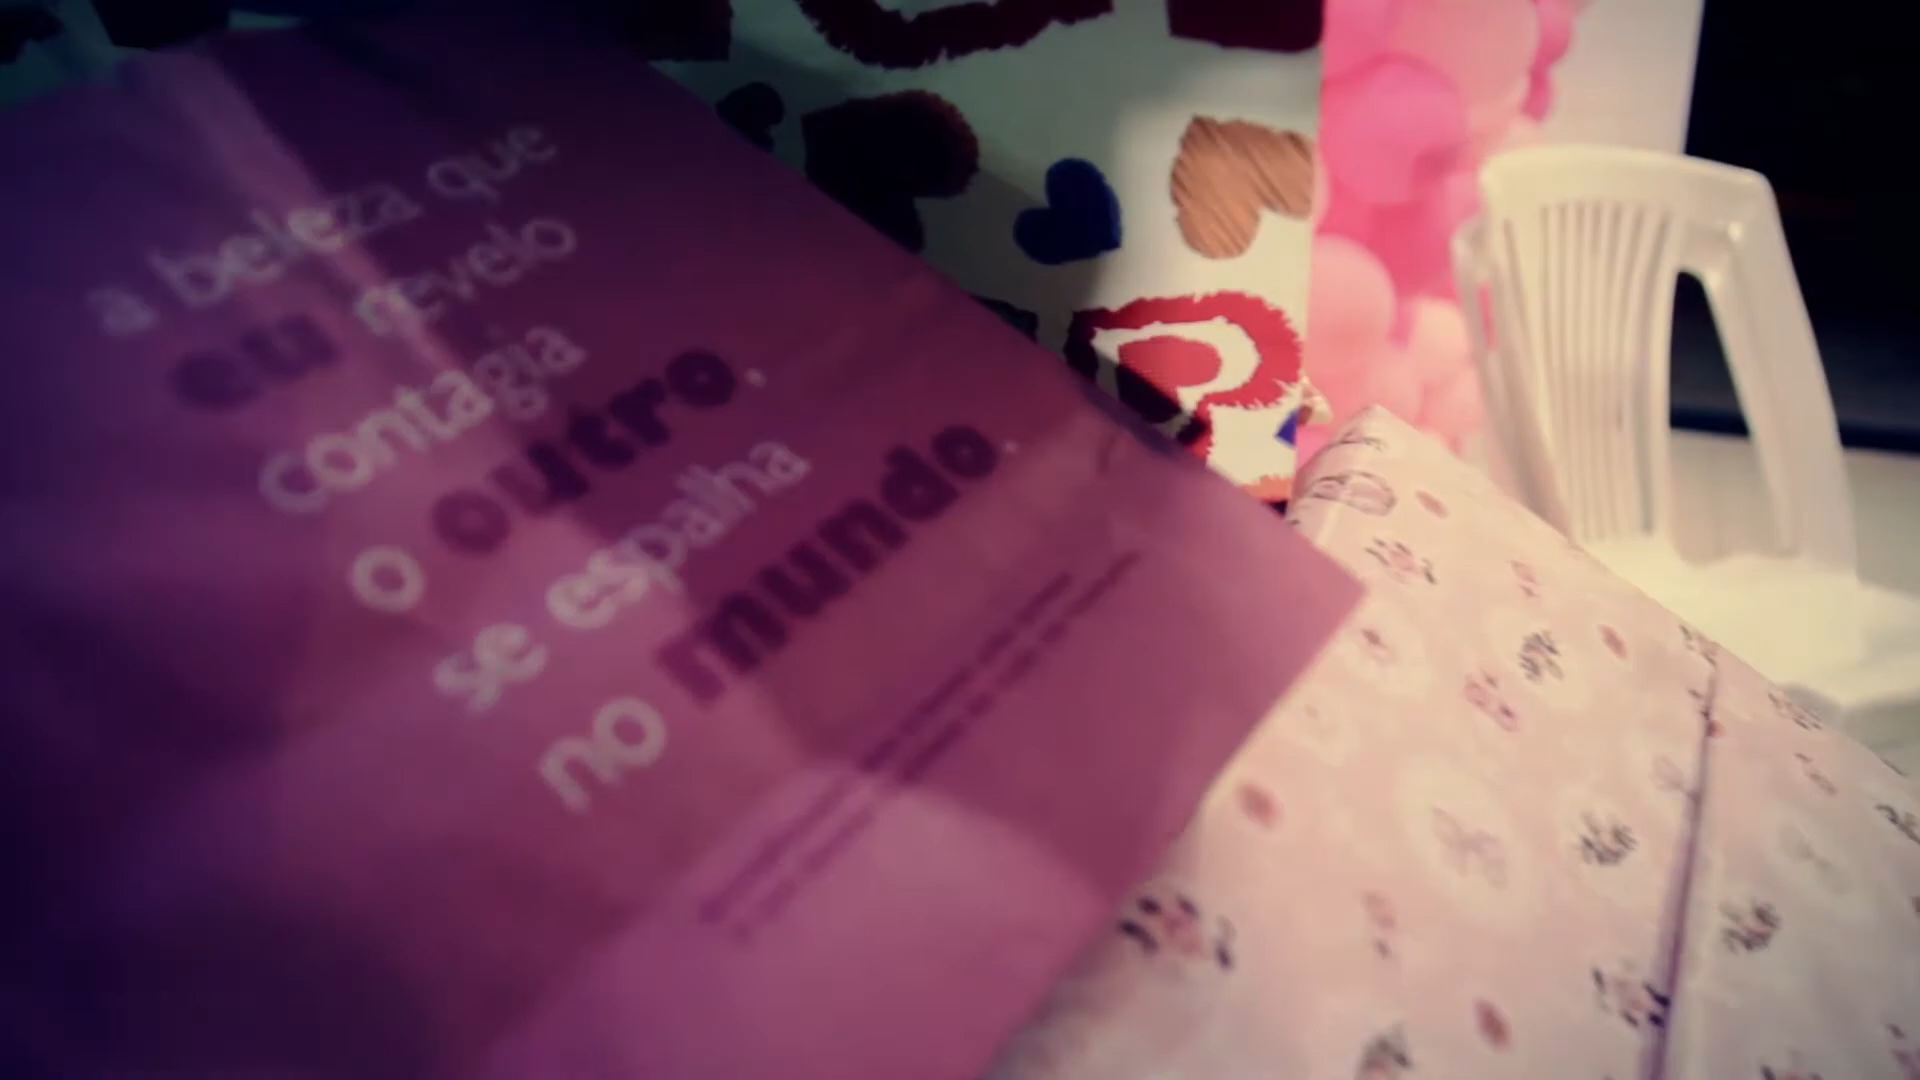 a beleza que
eu revelo
contagia
o outro.
se espalha
no mundo.